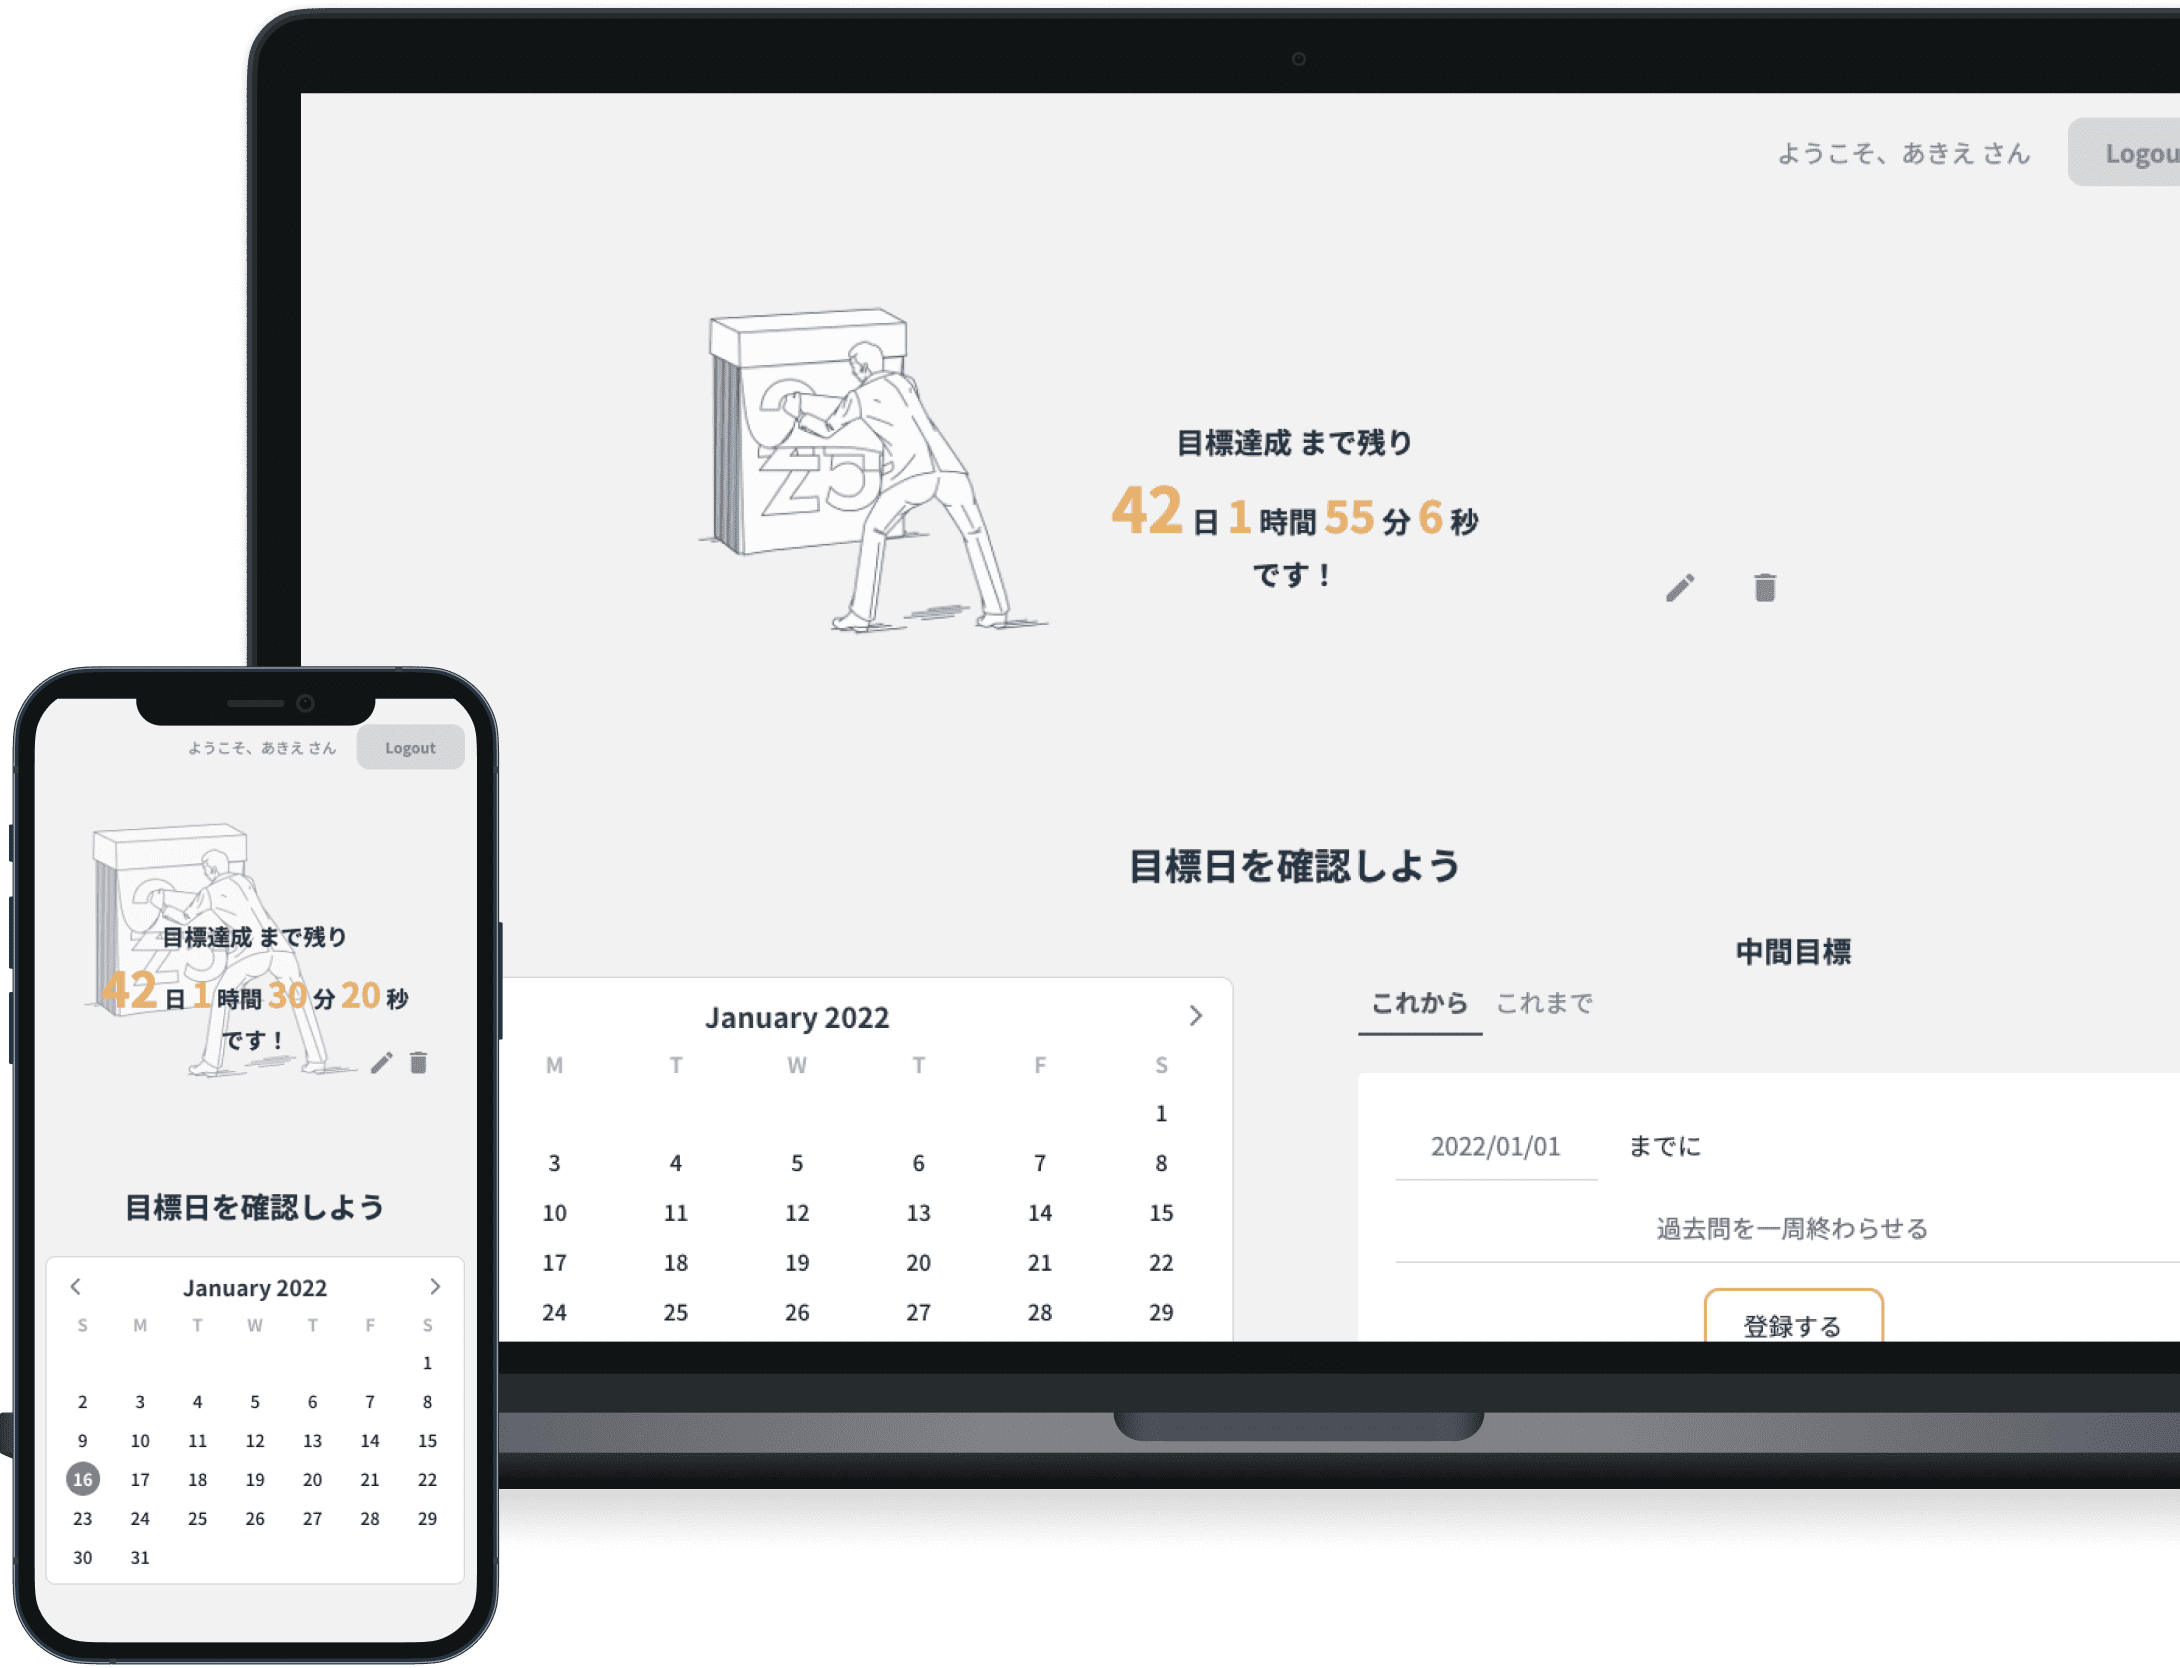 ようこそ、あきえ さん
Logou
目標達成 まで残り
42 日 1 時間 55 分 6 秒
です！
目標日を確認しよう
January 2022
M T W T F S
1
3 4 5 6 7 8
10 11 12 13 14 15
17 18 19 20 21 22
24 25 26 27 28 29
中間目標
これから これまで
2022/01/01 までに
過去問を一周終わらせる
登録する
ようこそ、あきえ さん
Logout
目標達成 まで残り
42 日 1 時間 30 分 20 秒
です！
目標日を確認しよう
January 2022
S M T W T F S
1
2 3 4 5 6 7 8
9 10 11 12 13 14 15
16 17 18 19 20 21 22
23 24 25 26 27 28 29
30 31